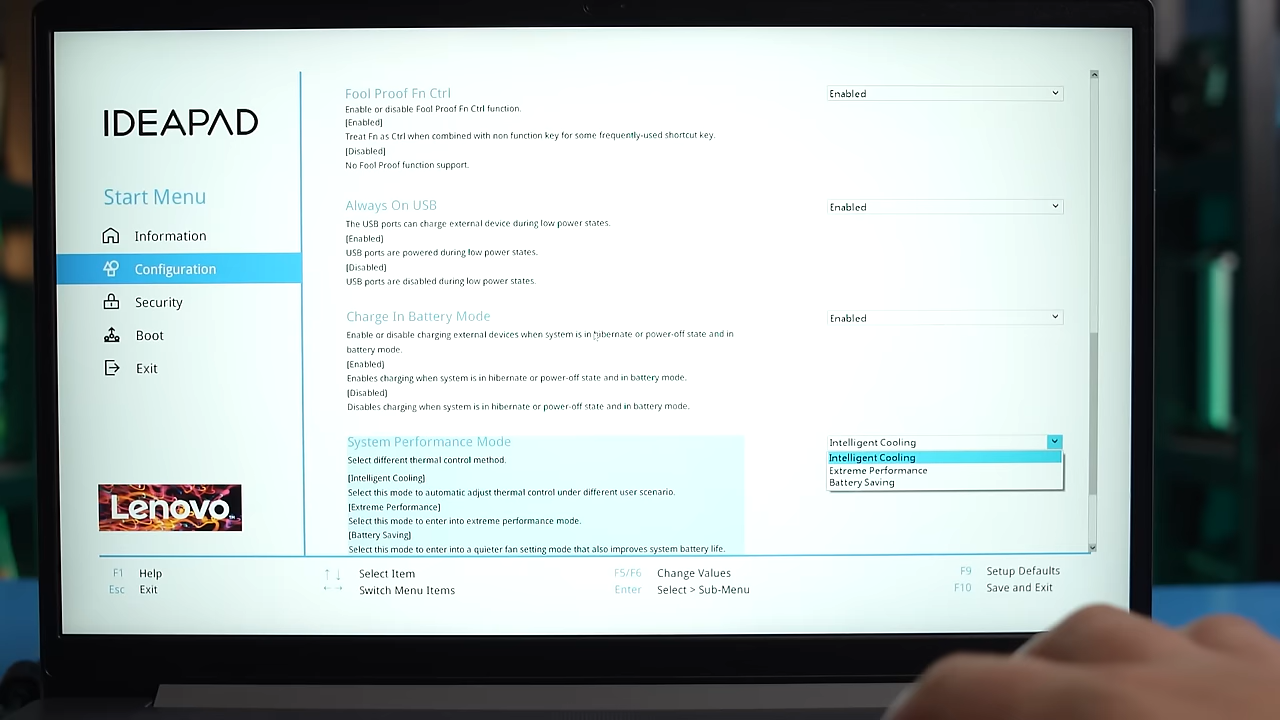 IDEAPAD
Start Menu
Information
Configuration
Security
Boot
Exit
Lenovo
Fool Proof Fn Ctrl
Enabled
Enable or disable Fool Proof Fn Ctrl function.
[Enabled]
Treat Fn as Ctrl when combined with non function key for some frequently-used shortcut key.
[Disabled]
No Fool Proof function support.
Always On USB
Enabled
The USB ports can charge external device during low power states.
[Enabled]
USB ports are powered during low power states.
[Disabled]
USB ports are disabled during low power states.
Charge In Battery Mode
Enabled
Enable or disable charging external devices when system is in hibernate or power-off state and in
battery mode.
[Enabled]
Enables charging when system is in hibernate or power-off state and in battery mode.
[Disabled]
Disables charging when system is in hibernate or power-off state and in battery mode.
System Performance Mode
Intelligent Cooling
Intelligent Cooling
Extreme Performance
Battery Saving
Select different thermal control method.
[Intelligent Cooling]
Select this mode to automatic adjust thermal control under different user scenario.
[Extreme Performance]
Select this mode to enter into extreme performance mode.
[Battery Saving]
Select this mode to enter into a quieter fan setting mode that also improves system battery life.
F1 Help
Esc Exit
↑ ↓ Select Item
←→ Switch Menu Items
F5/F6 Change Values
Enter Select > Sub-Menu
F9 Setup Defaults
F10 Save and Exit